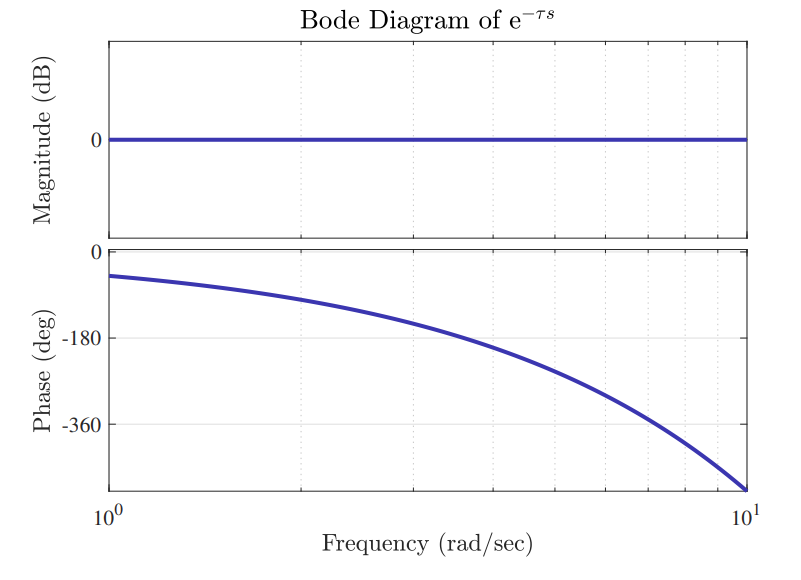 Bode Diagram of e^{−τs}
Magnitude (dB)
0
Phase (deg)
0
-180
-360
10^0
10^1
Frequency (rad/sec)